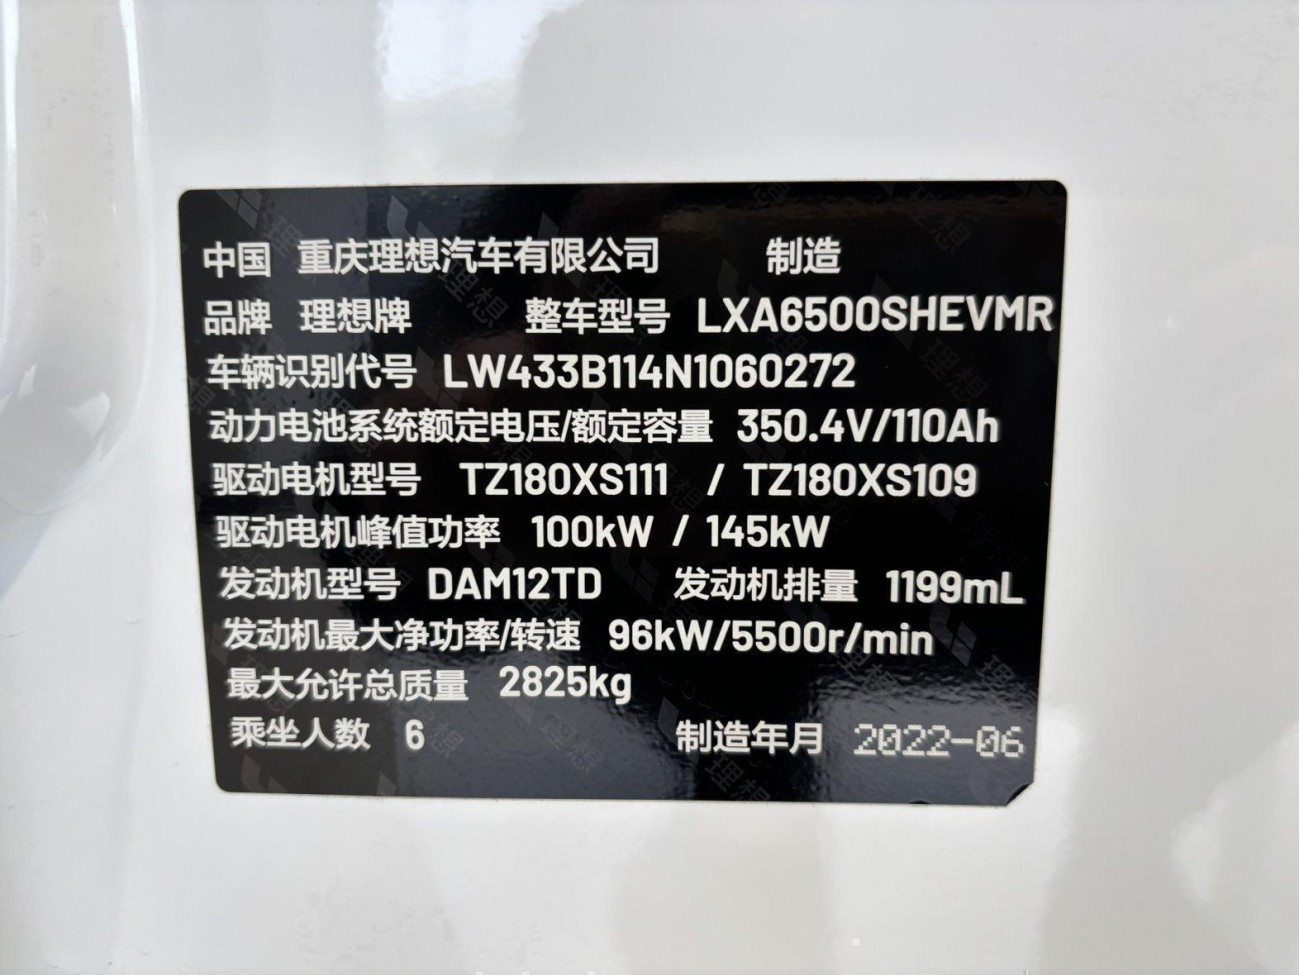 中国 重庆理想汽车有限公司 制造
品牌 理想牌 整车型号 LXA6500SHEVMR
车辆识别代号 LW433B114N1060272
动力电池系统额定电压/额定容量 350.4V/110Ah
驱动电机型号 TZ180XS111 / TZ180XS109
驱动电机峰值功率 100kW / 145kW
发动机型号 DAM12TD 发动机排量 1199mL
发动机最大净功率/转速 96kW/5500r/min
最大允许总质量 2825kg
乘坐人数 6 制造年月 2022-06